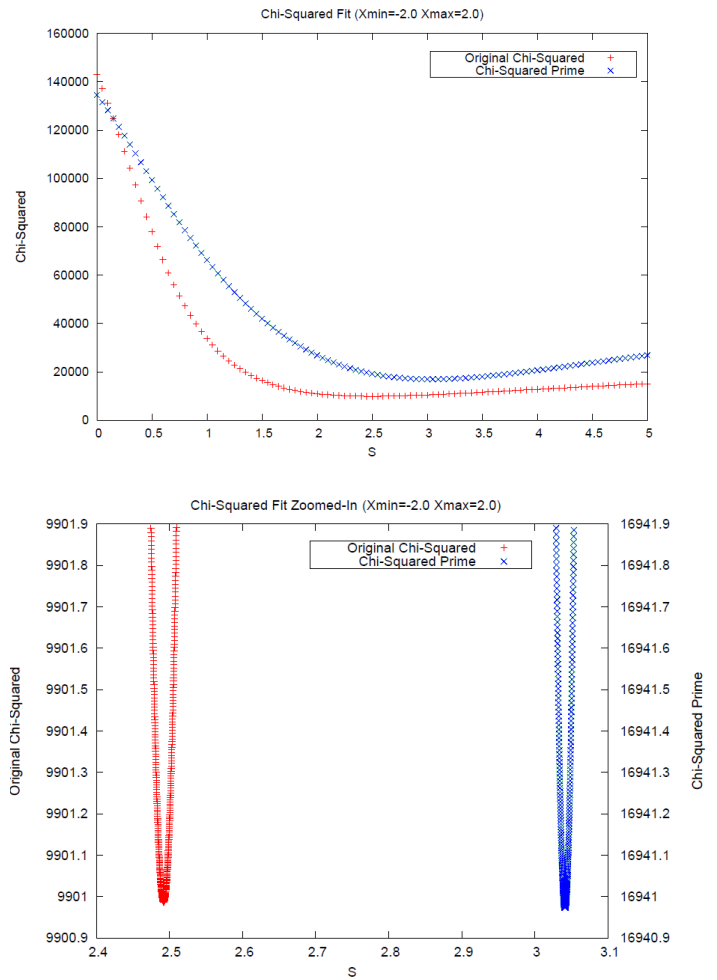 Chi-Squared Fit (Xmin=-2.0 Xmax=2.0)
160000
140000
120000
100000
80000
60000
40000
20000
0
Chi-Squared
Original Chi-Squared
Chi-Squared Prime
0 0.5 1 1.5 2 2.5 3 3.5 4 4.5 5
S
Chi-Squared Fit Zoomed-In (Xmin=-2.0 Xmax=2.0)
9901.9
9901.8
9901.7
9901.6
9901.5
9901.4
9901.3
9901.2
9901.1
9901
9900.9
Original Chi-Squared
Original Chi-Squared
Chi-Squared Prime
16941.9
16941.8
16941.7
16941.6
16941.5
16941.4
16941.3
16941.2
16941.1
16941
16940.9
Chi-Squared Prime
2.4 2.5 2.6 2.7 2.8 2.9 3 3.1
S